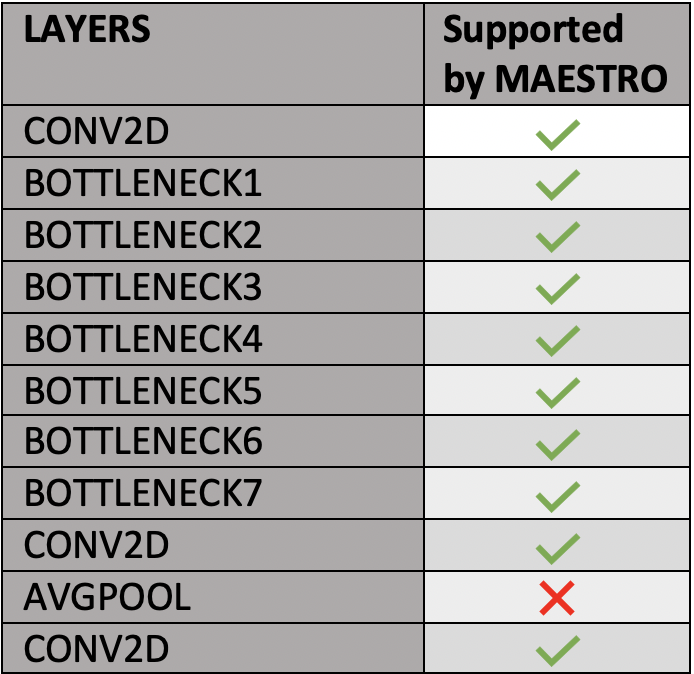 LAYERS
Supported
by MAESTRO
CONV2D
BOTTLENECK1
BOTTLENECK2
BOTTLENECK3
BOTTLENECK4
BOTTLENECK5
BOTTLENECK6
BOTTLENECK7
CONV2D
AVGPOOL
CONV2D